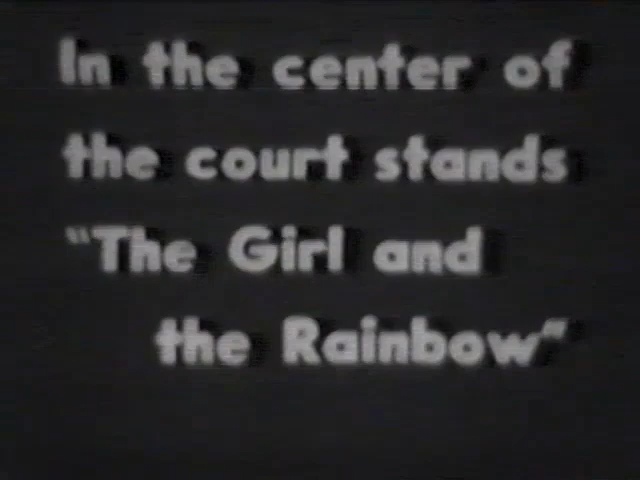 In the center of
the court stands
"The Girl and
the Rainbow"